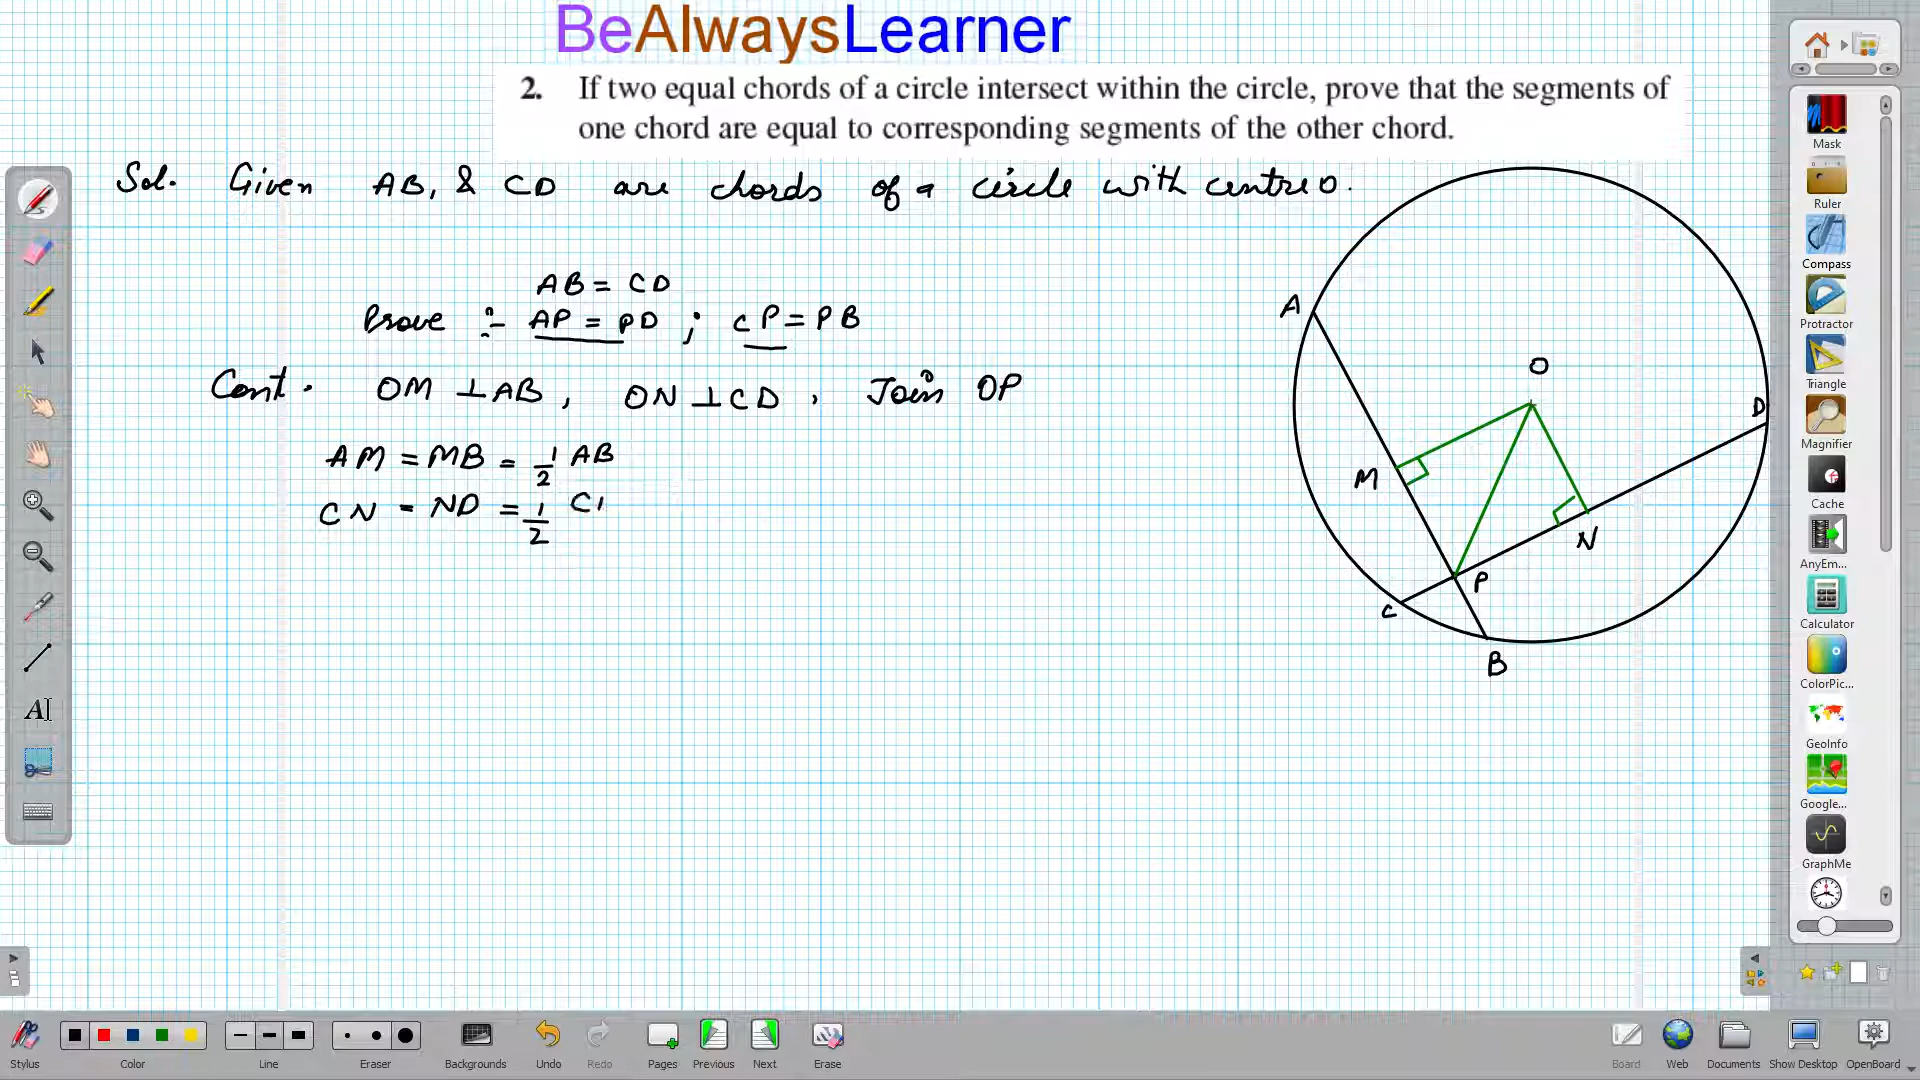 BeAlwaysLearner
2. If two equal chords of a circle intersect within the circle, prove that the segments of
one chord are equal to corresponding segments of the other chord.
Sol. Given AB, & CD are chords of a circle with centre O.
AB = CD
Prove :- AP = PD ; CP = PB
Const. OM ⊥ AB, ON ⊥ CD, Join OP
AM = MB = 1/2 AB
CN = ND = 1/2 C
A
O
D
M
N
P
C
B
Mask
Ruler
Compass
Protractor
Triangle
Magnifier
Cache
AnyEm...
Calculator
ColorPic...
GeoInfo
Google...
GraphMe
Stylus
Color
Line
Eraser
Backgrounds
Undo
Redo
Pages
Previous
Next
Erase
Board
Web
Documents
Show Desktop
OpenBoard